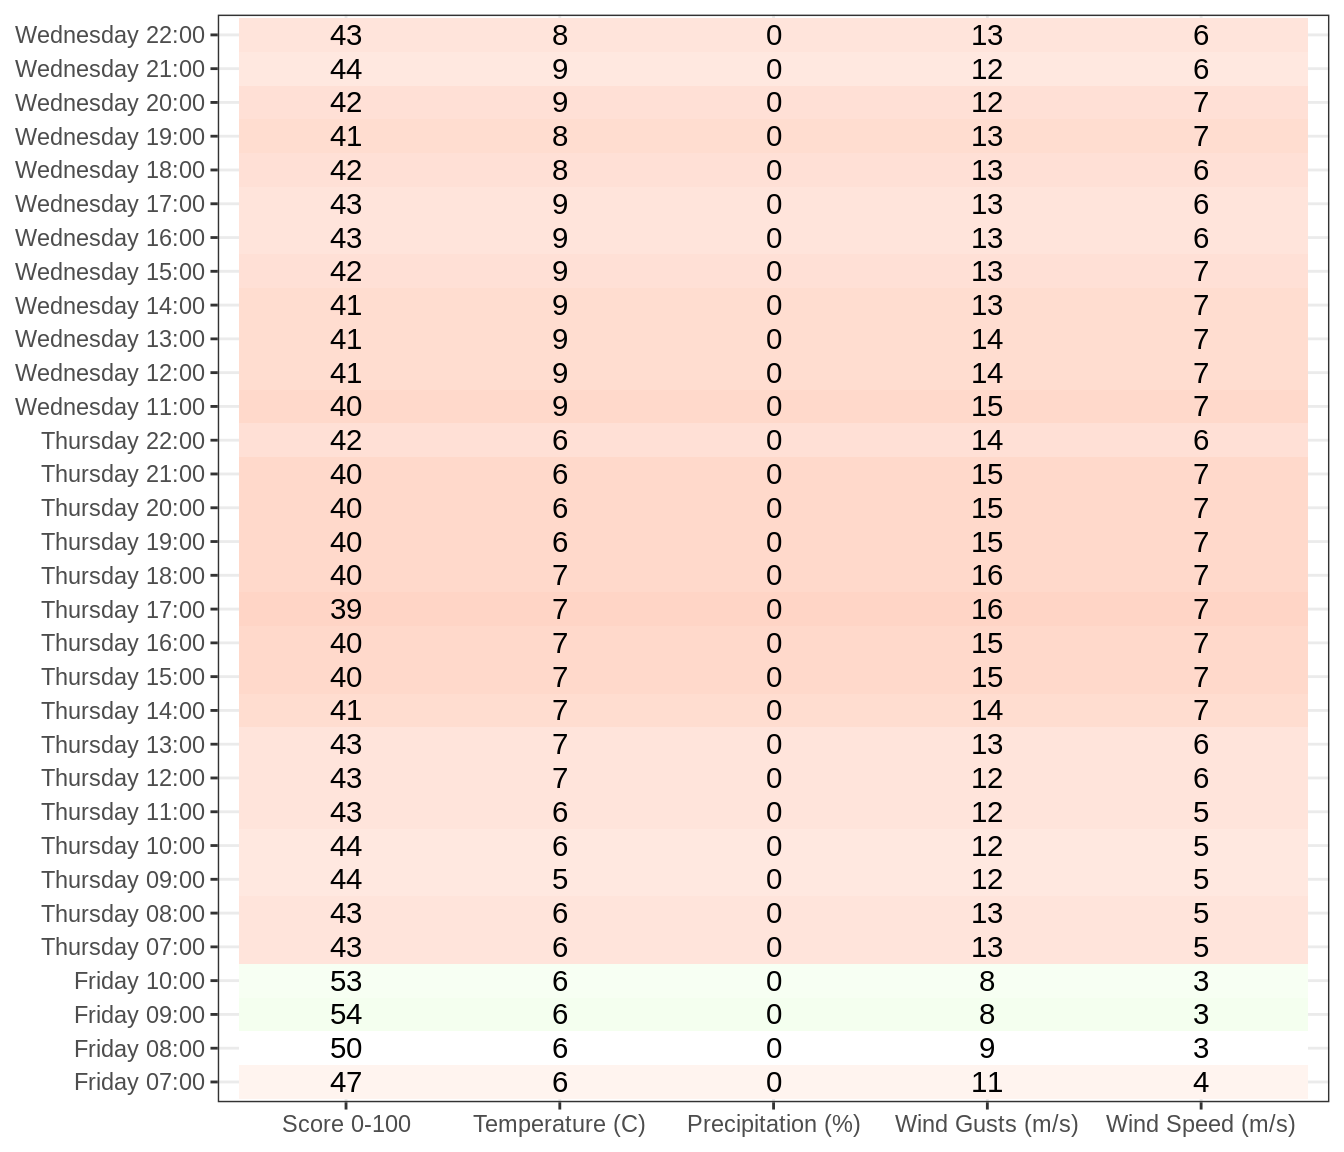 Wednesday 22:00 43 8 0 13 6
Wednesday 21:00 44 9 0 12 6
Wednesday 20:00 42 9 0 12 7
Wednesday 19:00 41 8 0 13 7
Wednesday 18:00 42 8 0 13 6
Wednesday 17:00 43 9 0 13 6
Wednesday 16:00 43 9 0 13 6
Wednesday 15:00 42 9 0 13 7
Wednesday 14:00 41 9 0 13 7
Wednesday 13:00 41 9 0 14 7
Wednesday 12:00 41 9 0 14 7
Wednesday 11:00 40 9 0 15 7
Thursday 22:00 42 6 0 14 6
Thursday 21:00 40 6 0 15 7
Thursday 20:00 40 6 0 15 7
Thursday 19:00 40 6 0 15 7
Thursday 18:00 40 7 0 16 7
Thursday 17:00 39 7 0 16 7
Thursday 16:00 40 7 0 15 7
Thursday 15:00 40 7 0 15 7
Thursday 14:00 41 7 0 14 7
Thursday 13:00 43 7 0 13 6
Thursday 12:00 43 7 0 12 6
Thursday 11:00 43 6 0 12 5
Thursday 10:00 44 6 0 12 5
Thursday 09:00 44 5 0 12 5
Thursday 08:00 43 6 0 13 5
Thursday 07:00 43 6 0 13 5
Friday 10:00 53 6 0 8 3
Friday 09:00 54 6 0 8 3
Friday 08:00 50 6 0 9 3
Friday 07:00 47 6 0 11 4
Score 0-100 Temperature (C) Precipitation (%) Wind Gusts (m/s) Wind Speed (m/s)